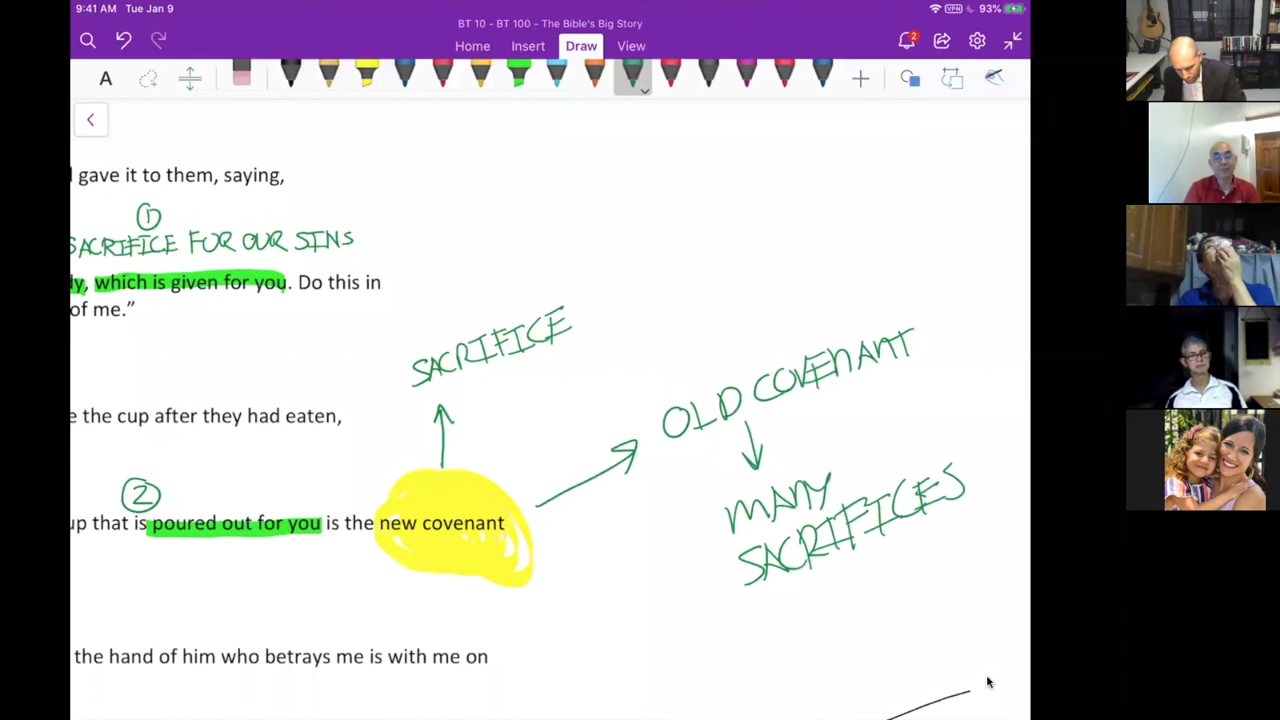 9:41 AM Tue Jan 9
VPN 93%
BT 10 - BT 100 - The Bible's Big Story
Home Insert Draw View
2
A
gave it to them, saying,
①
SACRIFICE FOR OUR SINS
dy, which is given for you. Do this in
of me.”
SACRIFICE
OLD COVENANT
e the cup after they had eaten,
MANY
SACRIFICES
②
up that is poured out for you is the new covenant
the hand of him who betrays me is with me on